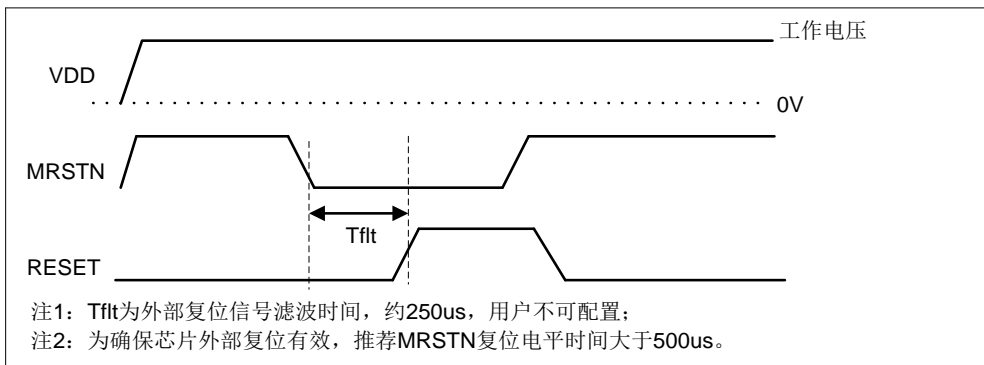 工作电压
VDD
0V
MRSTN
Tflt
RESET
注1：Tflt为外部复位信号滤波时间，约250us，用户不可配置；
注2：为确保芯片外部复位有效，推荐MRSTN复位电平时间大于500us。